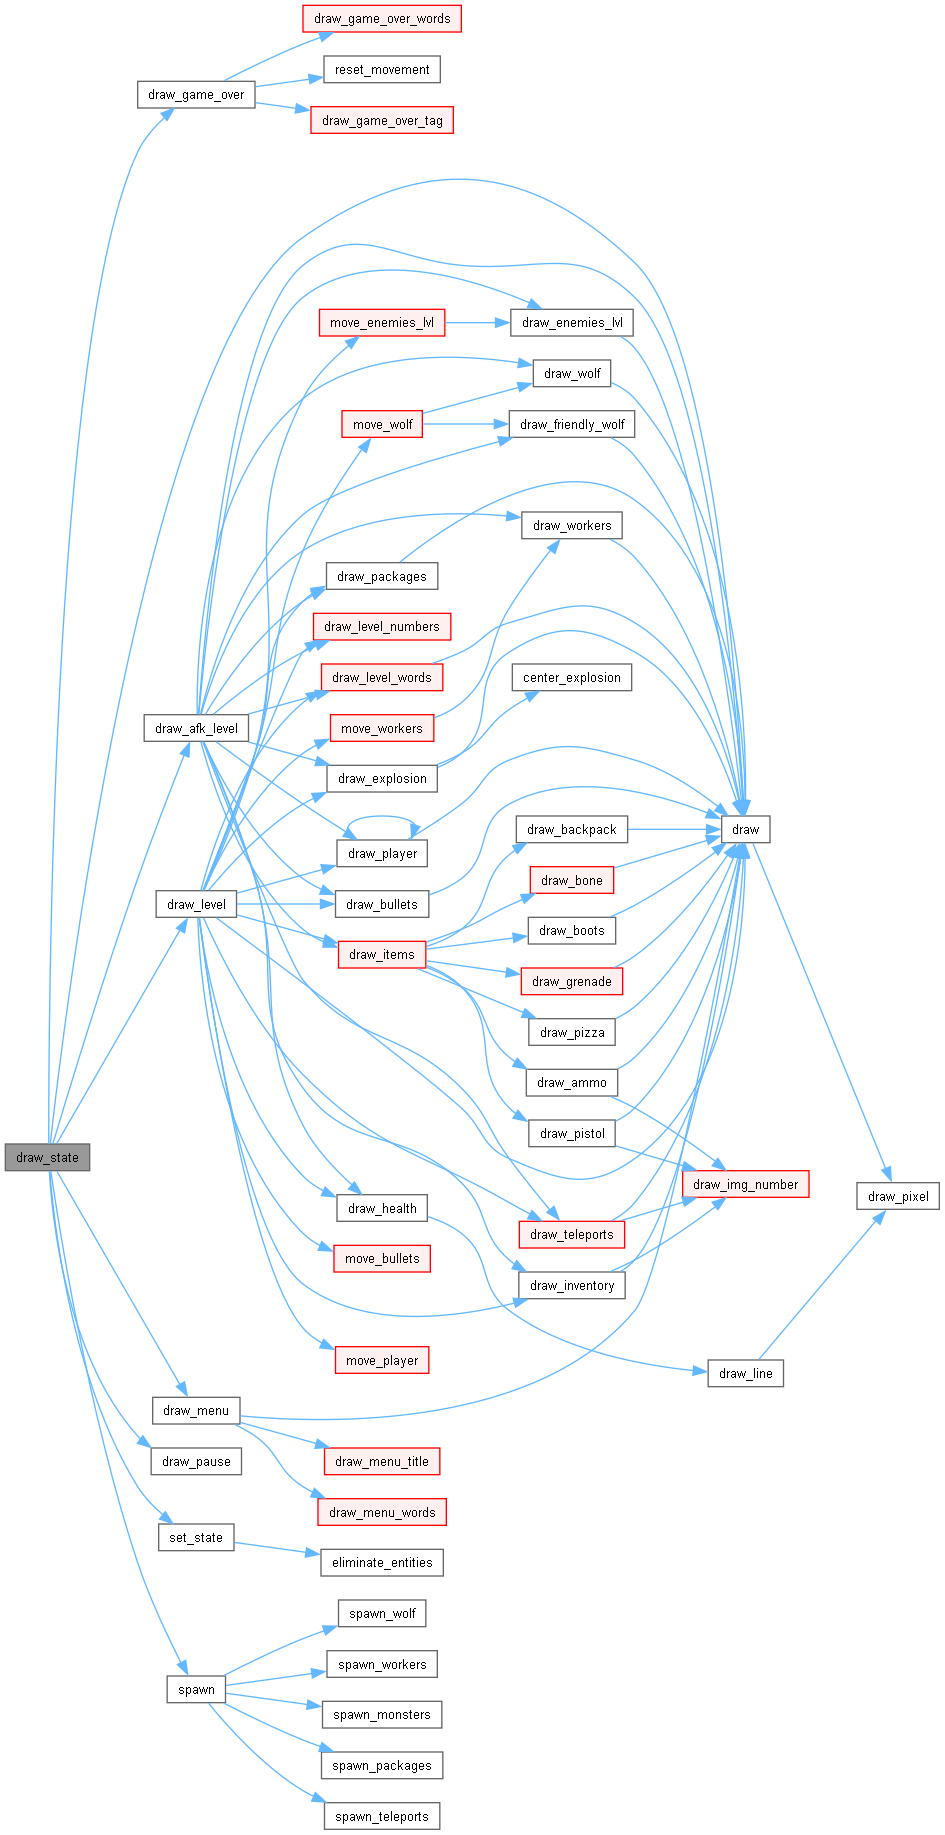 draw_game_over_words
reset_movement
draw_game_over
draw_game_over_tag
move_enemies_lvl
draw_enemies_lvl
draw_wolf
move_wolf
draw_friendly_wolf
draw_workers
draw_packages
draw_level_numbers
draw_level_words
center_explosion
draw_afk_level
move_workers
draw_explosion
draw_backpack
draw
draw_player
draw_bone
draw_level
draw_bullets
draw_boots
draw_items
draw_grenade
draw_pizza
draw_ammo
draw_pistol
draw_state
draw_img_number
draw_pixel
draw_health
draw_teleports
move_bullets
draw_inventory
move_player
draw_line
draw_menu
draw_pause
draw_menu_title
draw_menu_words
set_state
eliminate_entities
spawn_wolf
spawn_workers
spawn
spawn_monsters
spawn_packages
spawn_teleports